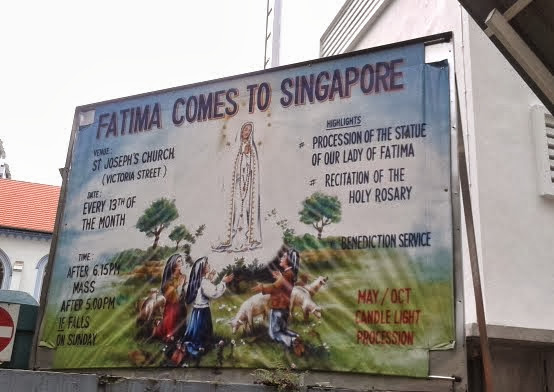 FATIMA COMES TO SINGAPORE
VENUE:
ST JOSEPH'S CHURCH
(VICTORIA STREET)
DATE:
EVERY 13TH OF
THE MONTH
TIME:
AFTER 6.15PM
MASS
AFTER 5.00PM
IF FALLS
ON SUNDAY
HIGHLIGHTS
# PROCESSION OF THE STATUE
OF OUR LADY OF FATIMA
# RECITATION OF THE
HOLY ROSARY
BENEDICTION SERVICE
MAY / OCT
CANDLE LIGHT
PROCESSION